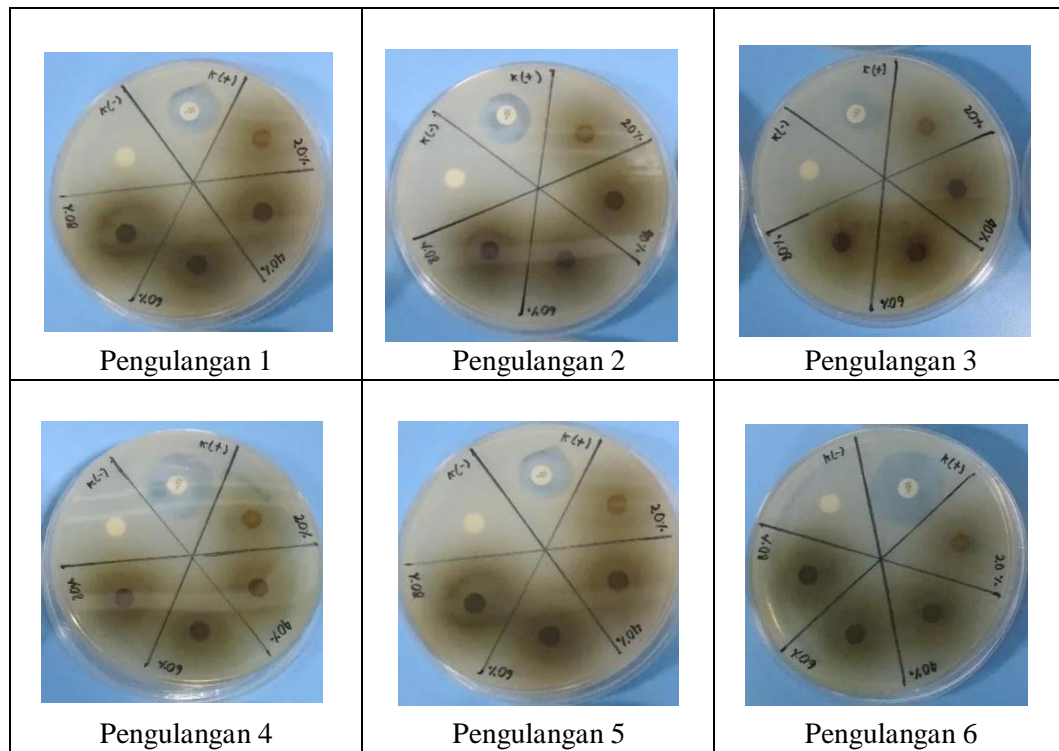 K(-)
K(+)
20%
40%
60%
80%
Pengulangan 1
K(-)
K(+)
20%
40%
60%
80%
Pengulangan 2
K(-)
K(+)
20%
40%
60%
80%
Pengulangan 3
K(-)
K(+)
20%
40%
60%
80%
Pengulangan 4
K(-)
K(+)
20%
40%
60%
80%
Pengulangan 5
K(-)
K(+)
20%
40%
60%
80%
Pengulangan 6